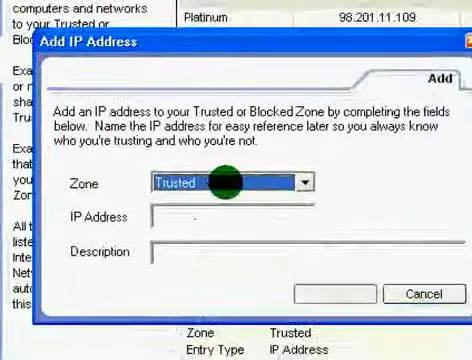 computers and networks
to your Trusted or
Platinum 98.201.11.109
Add IP Address
Add
Add an IP address to your Trusted or Blocked Zone by completing the fields
below. Name the IP address for easy reference later so you always know
who you're trusting and who you're not.
Zone Trusted
IP Address
Description
Cancel
Zone Trusted
Entry Type IP Address